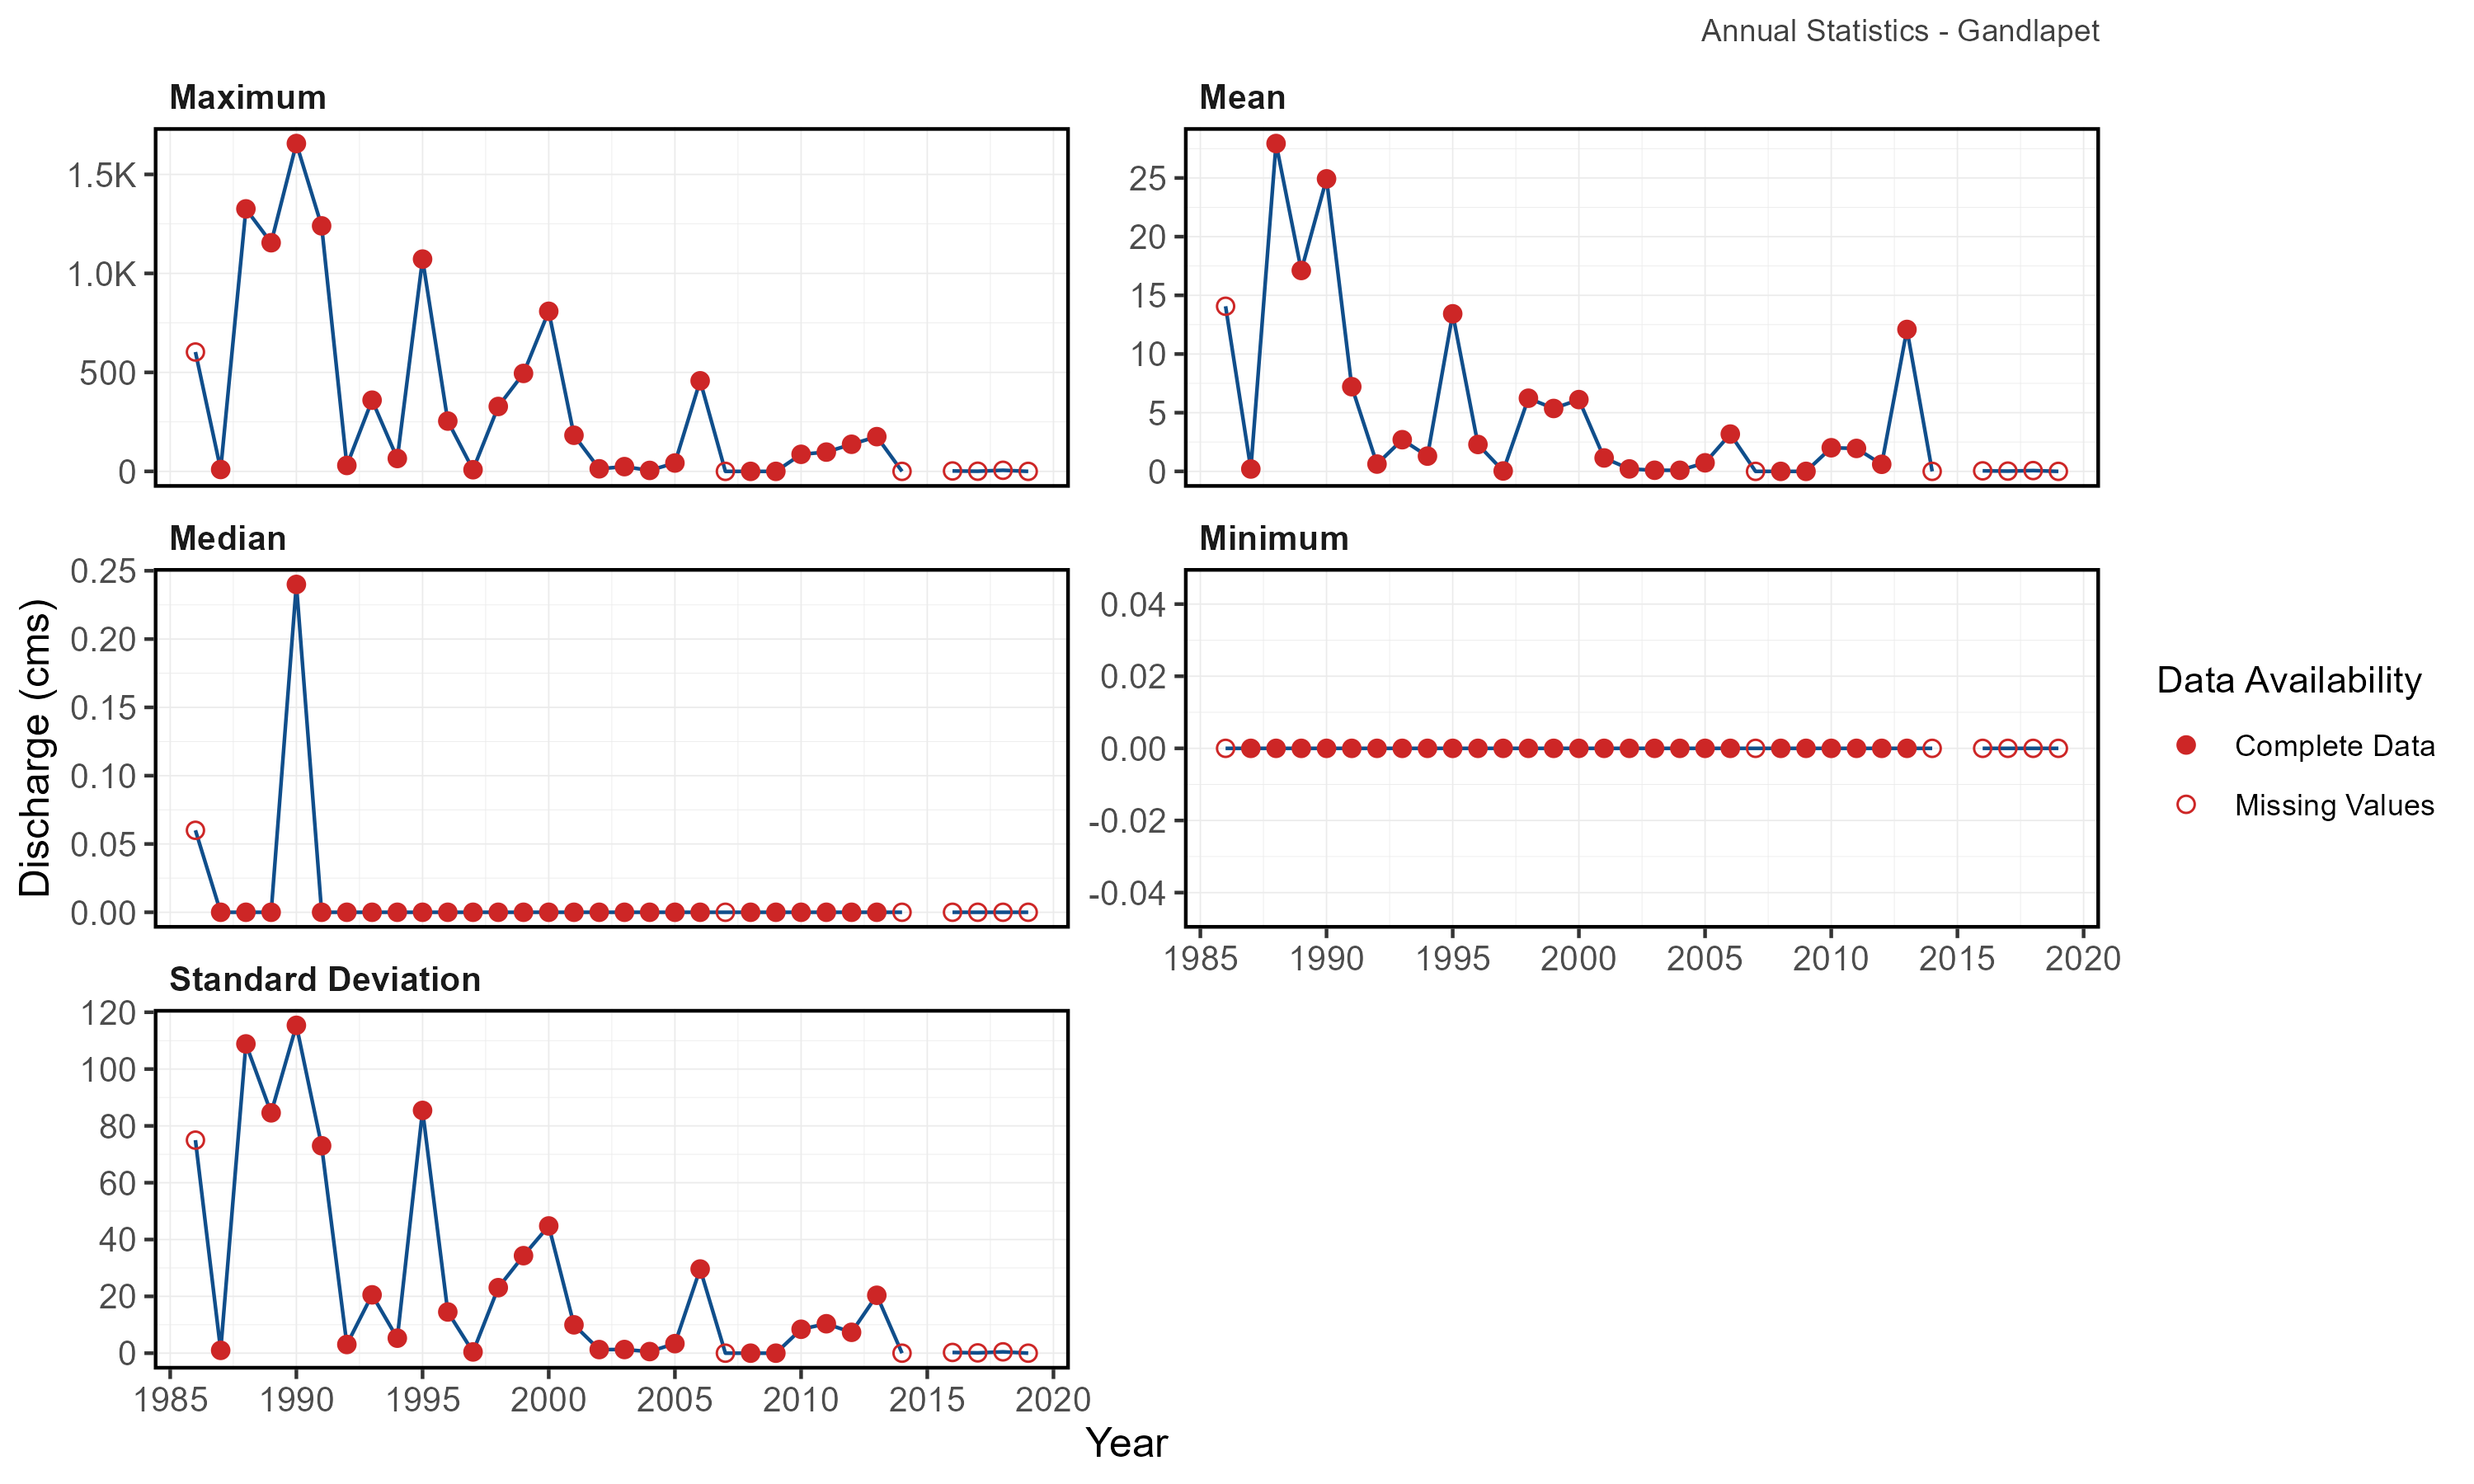 Annual Statistics - Gandlapet
Maximum
1.5K
1.0K
500
0
Mean
25
20
15
10
5
0
Median
0.25
0.20
0.15
0.10
0.05
0.00
Minimum
0.04
0.02
0.00
-0.02
-0.04
1985 1990 1995 2000 2005 2010 2015 2020
Standard Deviation
120
100
80
60
40
20
0
1985 1990 1995 2000 2005 2010 2015 2020
Discharge (cms)
Year
Data Availability
Complete Data
Missing Values